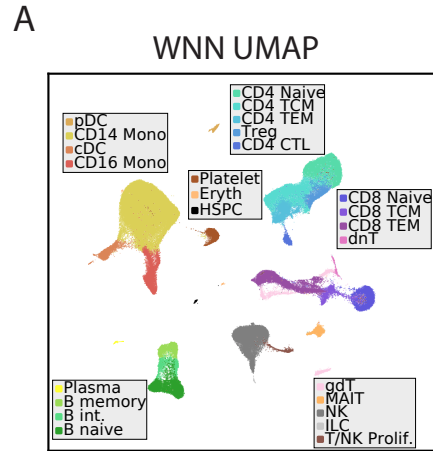 A
WNN UMAP
pDC
CD14 Mono
cDC
CD16 Mono
CD4 Naive
CD4 TCM
CD4 TEM
Treg
CD4 CTL
Platelet
Eryth
HSPC
CD8 Naive
CD8 TCM
CD8 TEM
dnT
Plasma
B memory
B int.
B naive
gdT
MAIT
NK
ILC
T/NK Prolif.